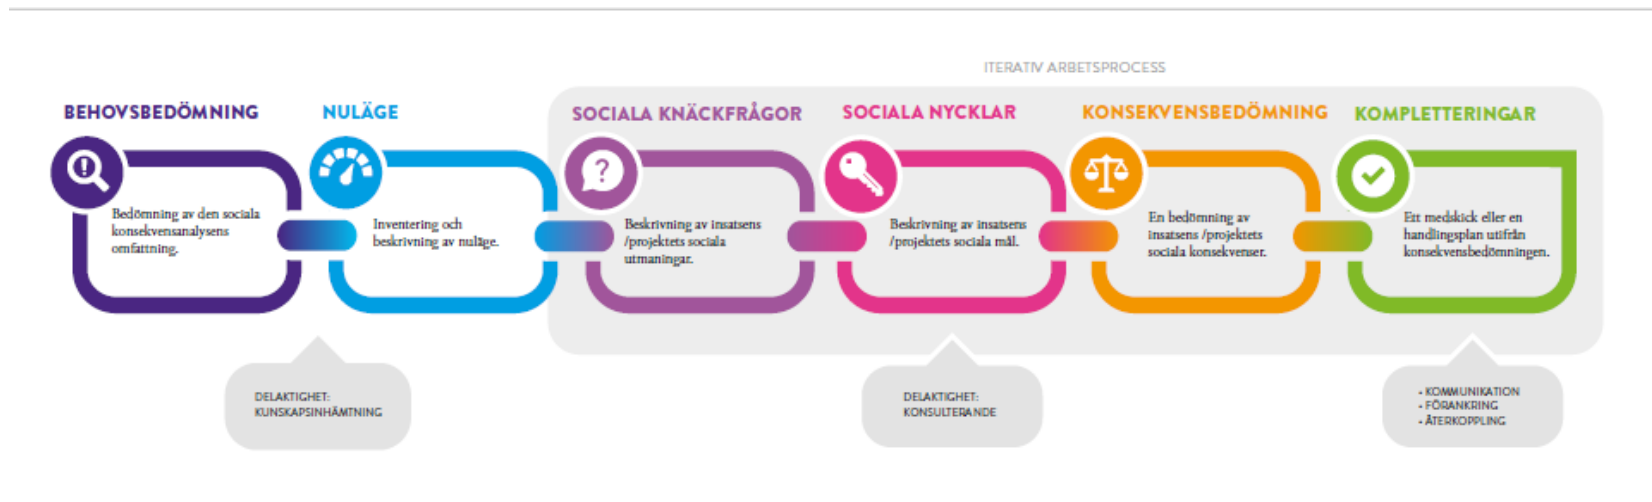 ITERATIV ARBETSPROCESS
BEHOVSBEDÖMNING
NULÄGE
SOCIALA KNÄCKFRÅGOR
SOCIALA NYCKLAR
KONSEKVENSBEDÖMNING
KOMPLETTERINGAR
Bedömning av den sociala
konsekvensanalysens
omfattning.
Inventering och
beskrivning av nuläge.
?
Beskrivning av insatsens
/projektets sociala
utmaningar.
Beskrivning av insatsens
/projektets sociala mål.
En bedömning av
insatsens /projektets
sociala konsekvenser.
Ett medskick eller en
handlingsplan utifrån
konsekvensbedömningen.
DELAKTIGHET:
KUNSKAPSINHÄMTNING
DELAKTIGHET:
KONSULTERANDE
• KOMMUNIKATION
• FÖRANKRING
• ÅTERKOPPLING